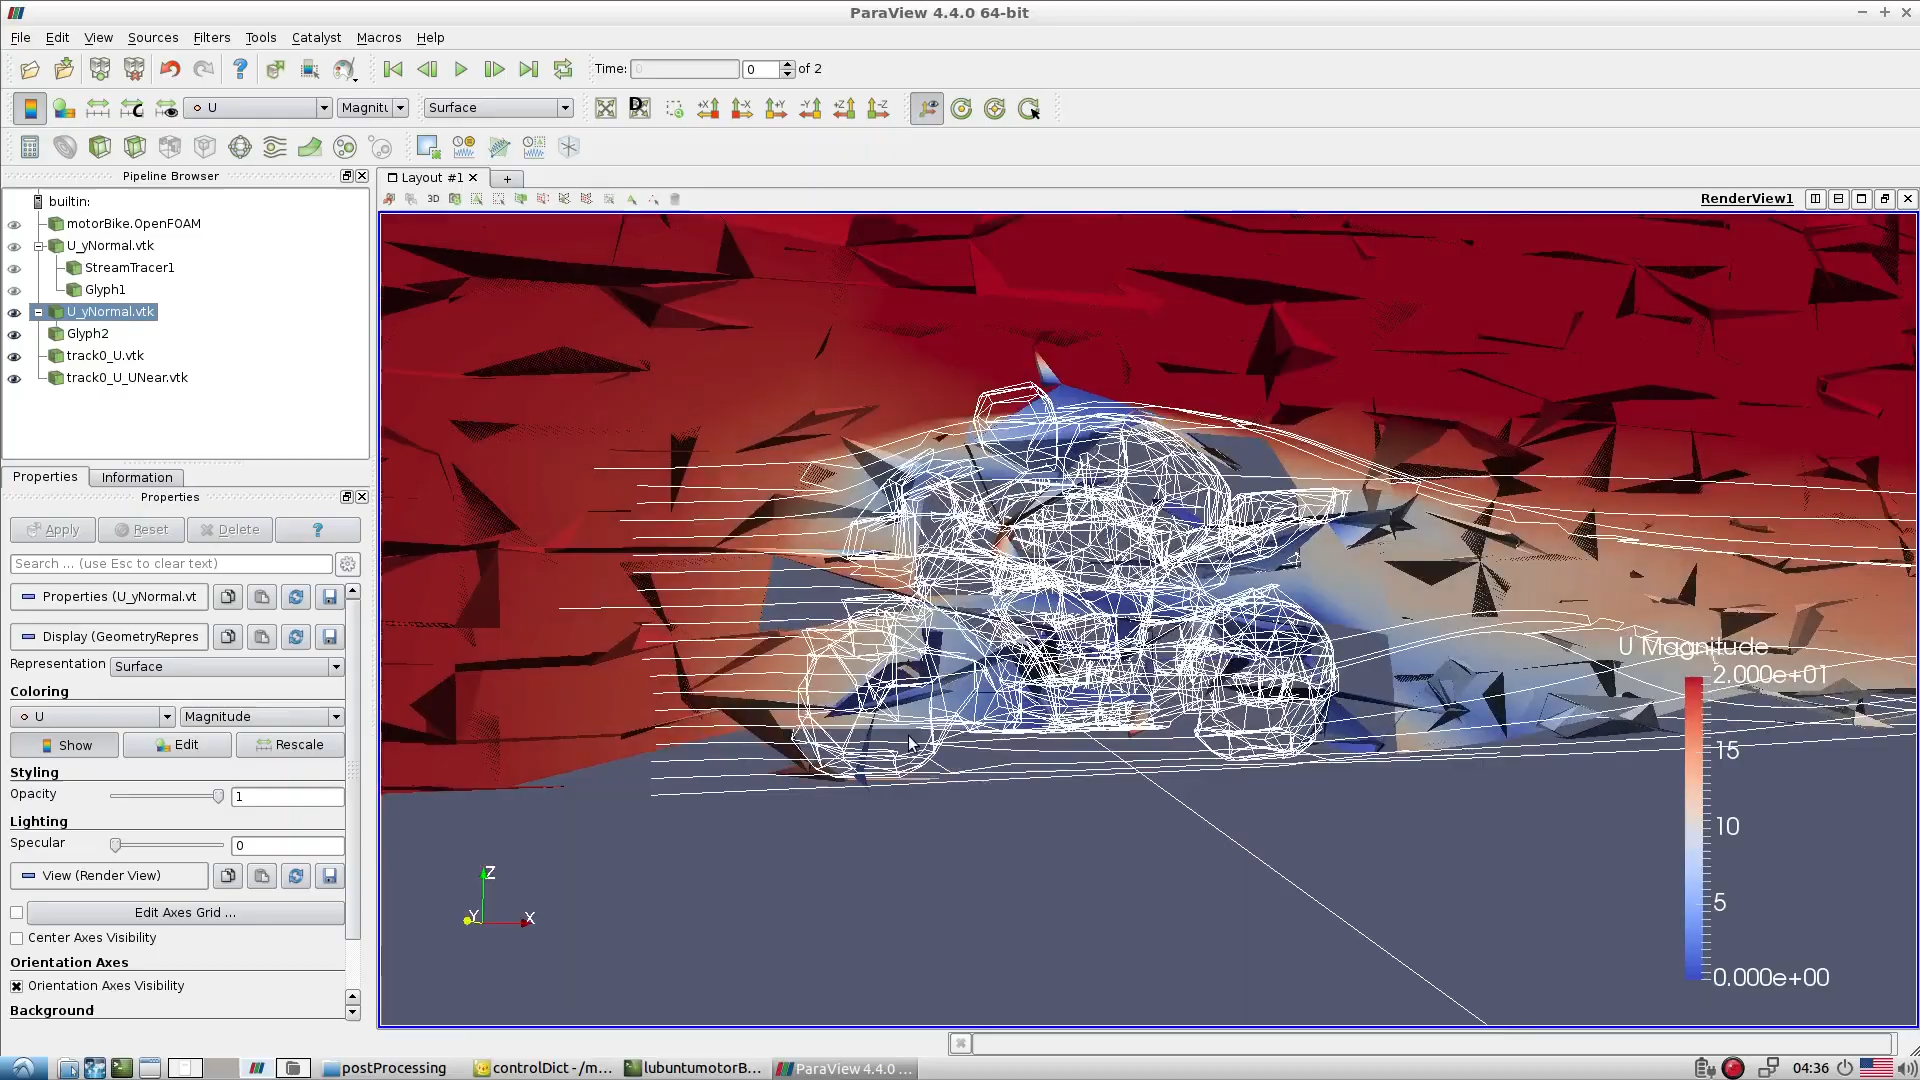 ParaView 4.4.0 64-bit
File Edit View Sources Filters Tools Catalyst Macros Help
Time: 0 0 of 2
U Magnitu Surface
+X -X +Y -Y +Z -Z
Pipeline Browser
Layout #1
3D
RenderView1
builtin:
motorBike.OpenFOAM
U_yNormal.vtk
StreamTracer1
Glyph1
U_yNormal.vtk
Glyph2
track0_U.vtk
track0_U_UNear.vtk
Properties Information
Properties
Apply Reset Delete ?
Search ... (use Esc to clear text)
Properties (U_yNormal.vt
Display (GeometryRepres
Representation Surface
Coloring
U Magnitude
Show Edit Rescale
Styling
Opacity 1
Lighting
Specular 0
View (Render View)
Edit Axes Grid ...
Center Axes Visibility
Orientation Axes
Orientation Axes Visibility
Background
Z
Y X
U Magnitude
2.000e+01
15
10
5
0.000e+00
postProcessing controlDict - /m... lubuntumotorB... ParaView 4.4.0 ... 04:36